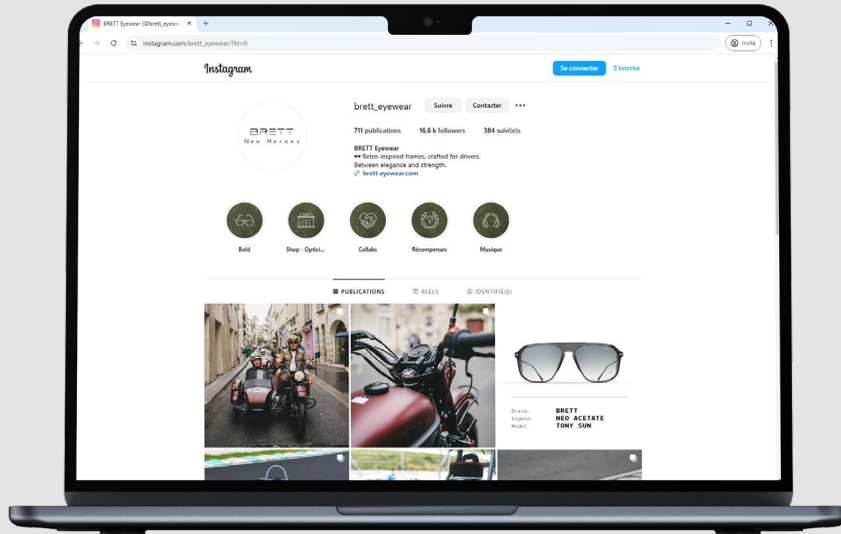 BRETT Eyewear (@brett_eyewe
instagram.com/brett_eyewear/?hl=fr
Invité
Instagram
Se connecter
S'inscrire
BRETT
Neo Heroes
brett_eyewear
Suivre
Contacter
711 publications
16.6 k followers
384 suivi(e)s
BRETT Eyewear
🕶 Retro-inspired frames, crafted for drivers.
Between elegance and strength.
brett-eyewear.com
Bold
Shop - Optici...
Collabs
Récompenses
Musique
PUBLICATIONS
REELS
IDENTIFIÉ(E)
Brand: BRETT
Engine: NEO ACETATE
Model: TONY SUN